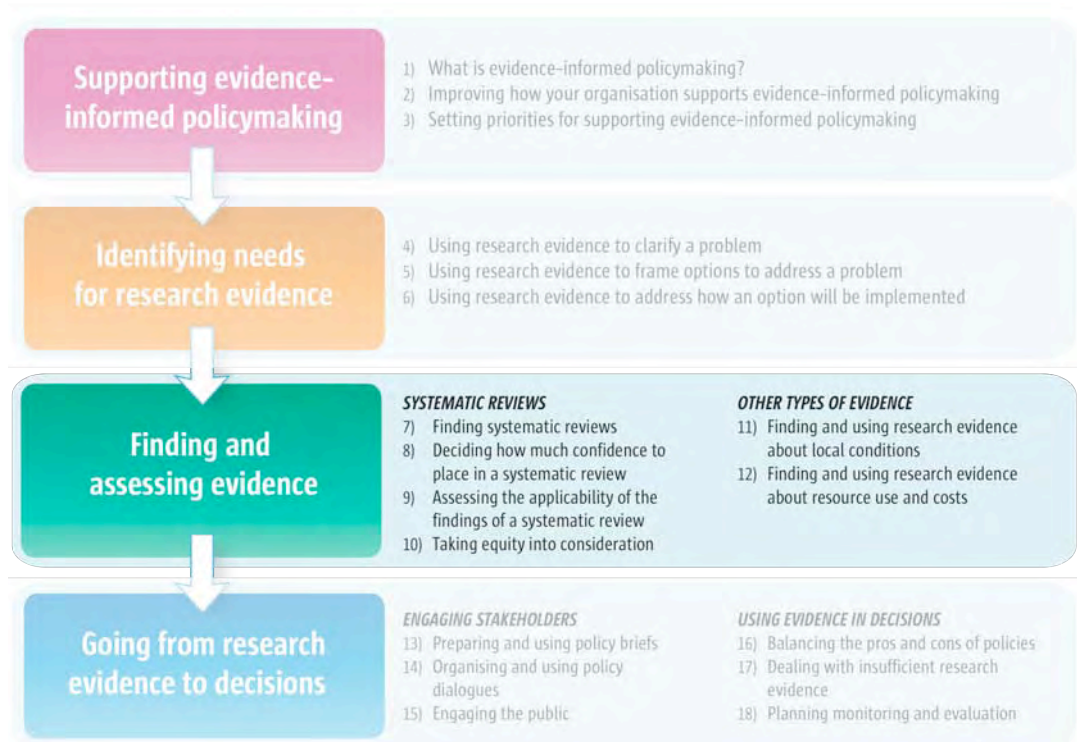 Supporting evidence-
informed policymaking
1) What is evidence-informed policymaking?
2) Improving how your organisation supports evidence-informed policymaking
3) Setting priorities for supporting evidence-informed policymaking
Identifying needs
for research evidence
4) Using research evidence to clarify a problem
5) Using research evidence to frame options to address a problem
6) Using research evidence to address how an option will be implemented
Finding and
assessing evidence
SYSTEMATIC REVIEWS
7) Finding systematic reviews
8) Deciding how much confidence to
place in a systematic review
9) Assessing the applicability of the
findings of a systematic review
10) Taking equity into consideration
OTHER TYPES OF EVIDENCE
11) Finding and using research evidence
about local conditions
12) Finding and using research evidence
about resource use and costs
Going from research
evidence to decisions
ENGAGING STAKEHOLDERS
13) Preparing and using policy briefs
14) Organising and using policy
dialogues
15) Engaging the public
USING EVIDENCE IN DECISIONS
16) Balancing the pros and cons of policies
17) Dealing with insufficient research
evidence
18) Planning monitoring and evaluation